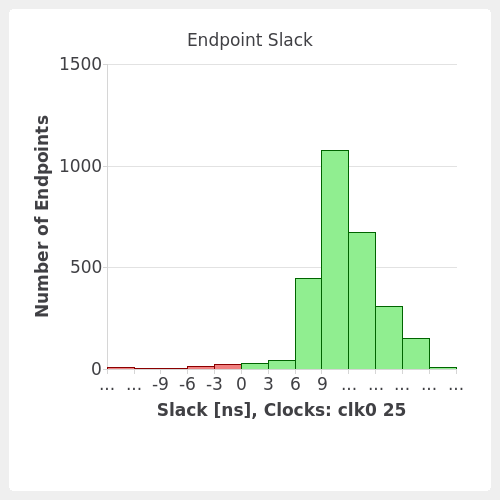 Endpoint Slack
1500
1000
500
0
Number of Endpoints
... ... -9 -6 -3 0 3 6 9 ... ... ... ... ...
Slack [ns], Clocks: clk0 25